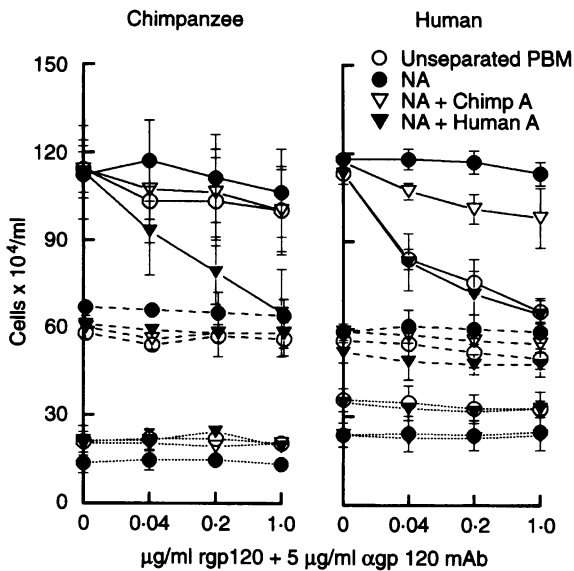 Chimpanzee
Human
Unseparated PBM
NA
NA + Chimp A
NA + Human A
Cells x 10⁴/ml
150
120
90
60
30
0
0 0·04 0·2 1·0
0 0·04 0·2 1·0
μg/ml rgp120 + 5 μg/ml αgp 120 mAb